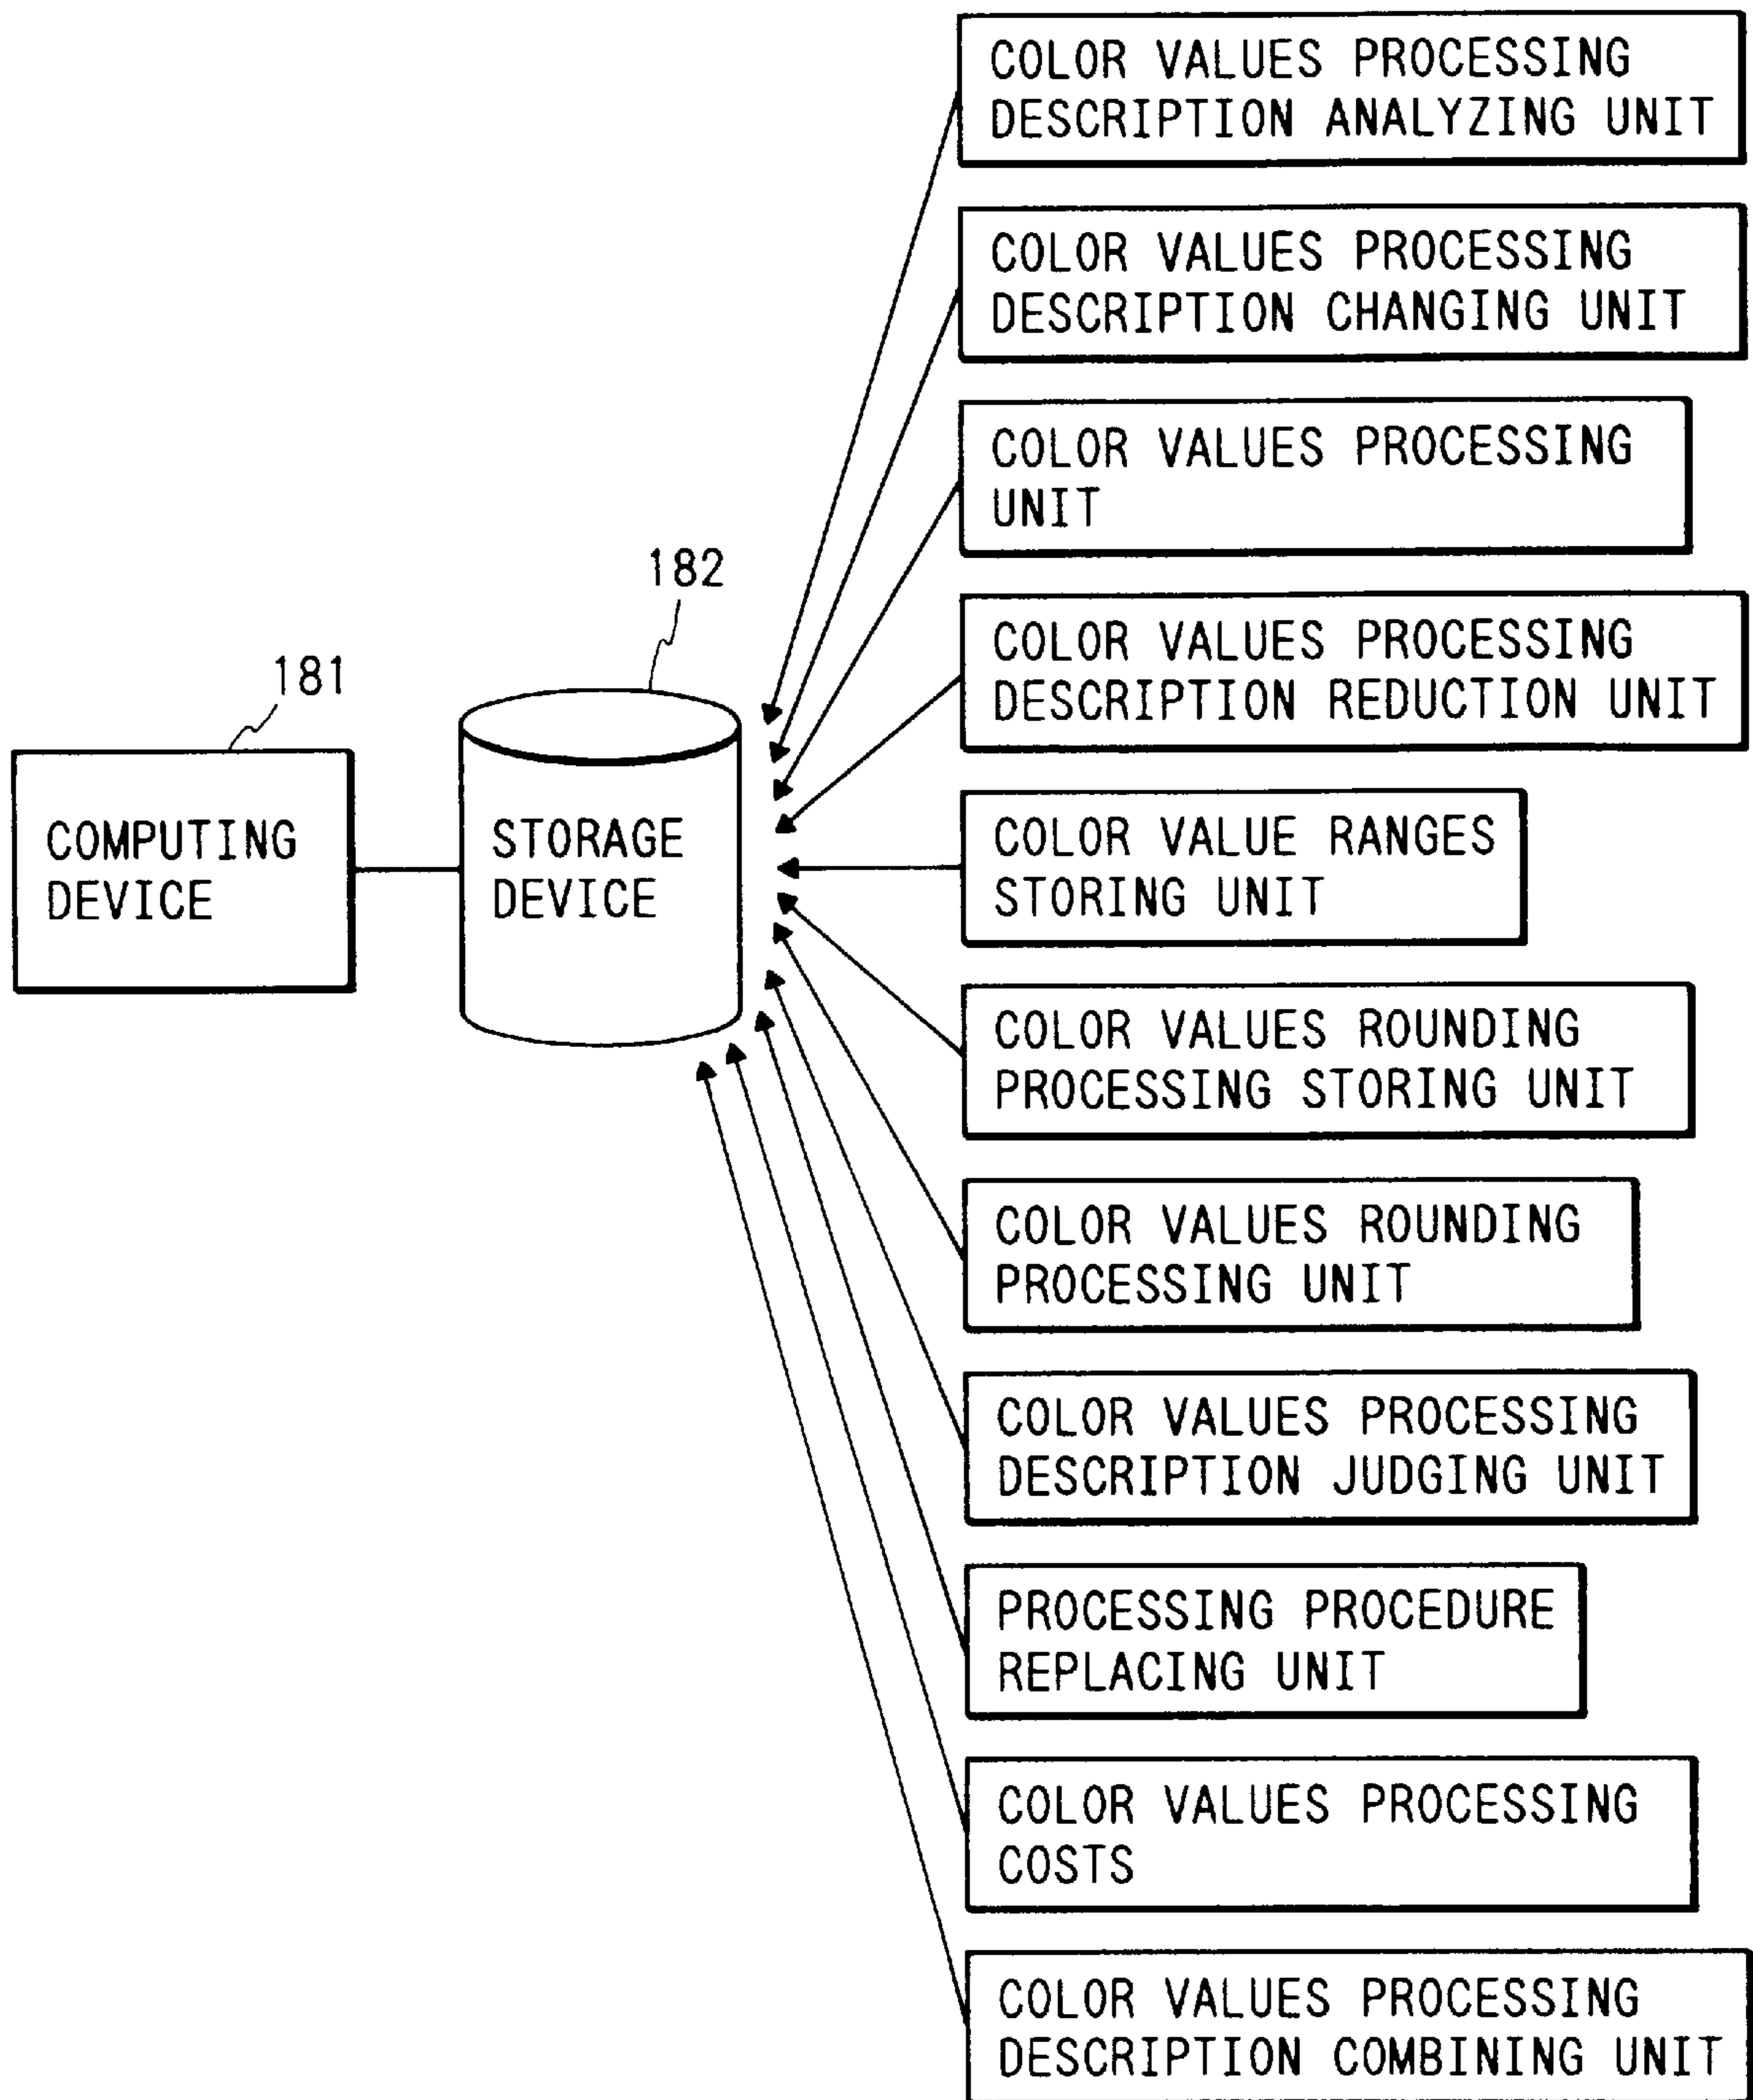 COLOR VALUES PROCESSING
DESCRIPTION ANALYZING UNIT
COLOR VALUES PROCESSING
DESCRIPTION CHANGING UNIT
COLOR VALUES PROCESSING
UNIT
182
COLOR VALUES PROCESSING
DESCRIPTION REDUCTION UNIT
181
COMPUTING
DEVICE
STORAGE
DEVICE
COLOR VALUE RANGES
STORING UNIT
COLOR VALUES ROUNDING
PROCESSING STORING UNIT
COLOR VALUES ROUNDING
PROCESSING UNIT
COLOR VALUES PROCESSING
DESCRIPTION JUDGING UNIT
PROCESSING PROCEDURE
REPLACING UNIT
COLOR VALUES PROCESSING
COSTS
COLOR VALUES PROCESSING
DESCRIPTION COMBINING UNIT